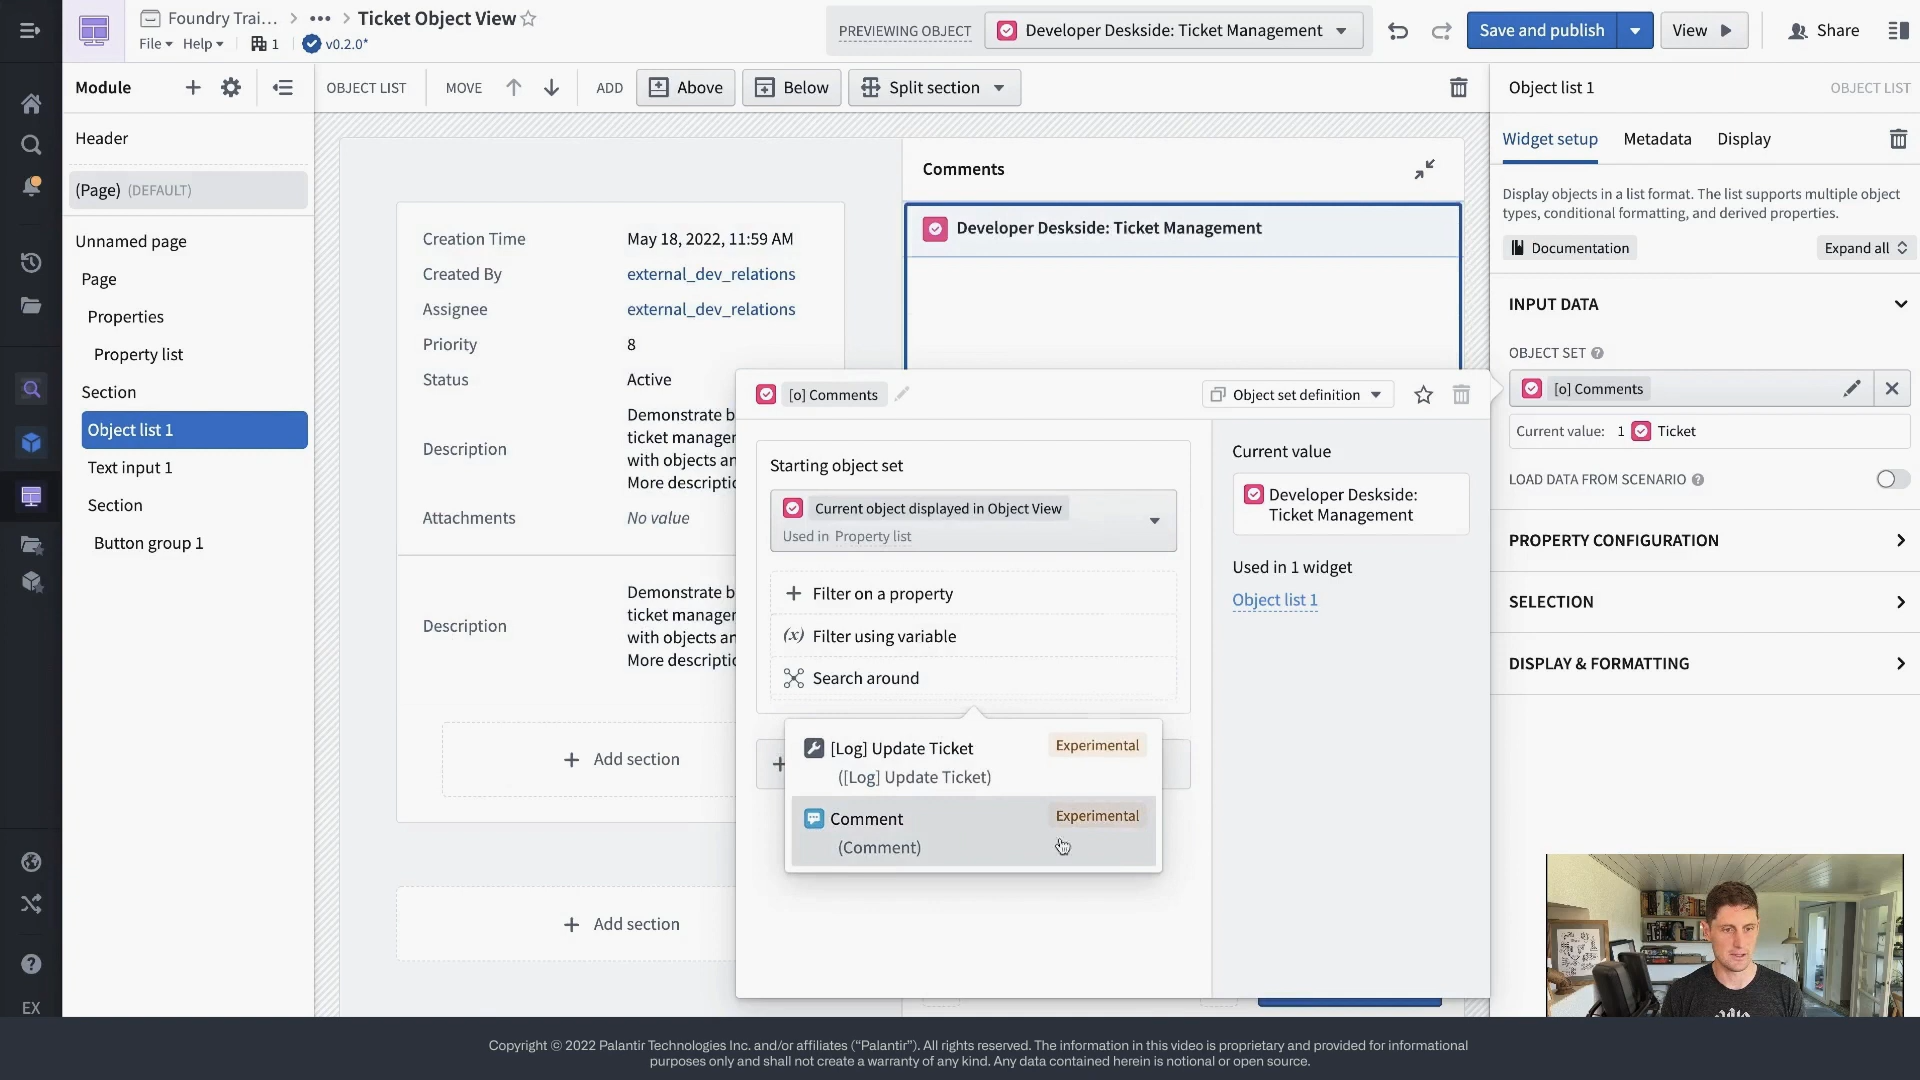 Foundry Trai... > ••• > Ticket Object View
File Help 1 v0.2.0*
PREVIEWING OBJECT
Developer Deskside: Ticket Management
Save and publish
View
Share
Module
OBJECT LIST
MOVE
ADD
Above
Below
Split section
Object list 1
OBJECT LIST
Header
(Page) (DEFAULT)
Unnamed page
Page
Properties
Property list
Section
Object list 1
Text input 1
Section
Button group 1
EX
Comments
Developer Deskside: Ticket Management
Creation Time May 18, 2022, 11:59 AM
Created By external_dev_relations
Assignee external_dev_relations
Priority 8
Status Active
Description
Demonstrate b
ticket manager
with objects an
More descriptic
Attachments No value
Description
Demonstrate b
ticket manager
with objects an
More descriptic
+ Add section
+ Add section
[o] Comments
Object set definition
Starting object set
Current object displayed in Object View
Used in Property list
+ Filter on a property
(x) Filter using variable
Search around
[Log] Update Ticket Experimental
([Log] Update Ticket)
Comment Experimental
(Comment)
Current value
Developer Deskside:
Ticket Management
Used in 1 widget
Object list 1
Widget setup
Metadata
Display
Display objects in a list format. The list supports multiple object
types, conditional formatting, and derived properties.
Documentation
Expand all
INPUT DATA
OBJECT SET
[o] Comments
Current value: 1 Ticket
LOAD DATA FROM SCENARIO
PROPERTY CONFIGURATION
SELECTION
DISPLAY & FORMATTING
Copyright © 2022 Palantir Technologies Inc. and/or affiliates (“Palantir”). All rights reserved. The information in this video is proprietary and provided for informational
purposes only and shall not create a warranty of any kind. Any data contained herein is notional or open source.